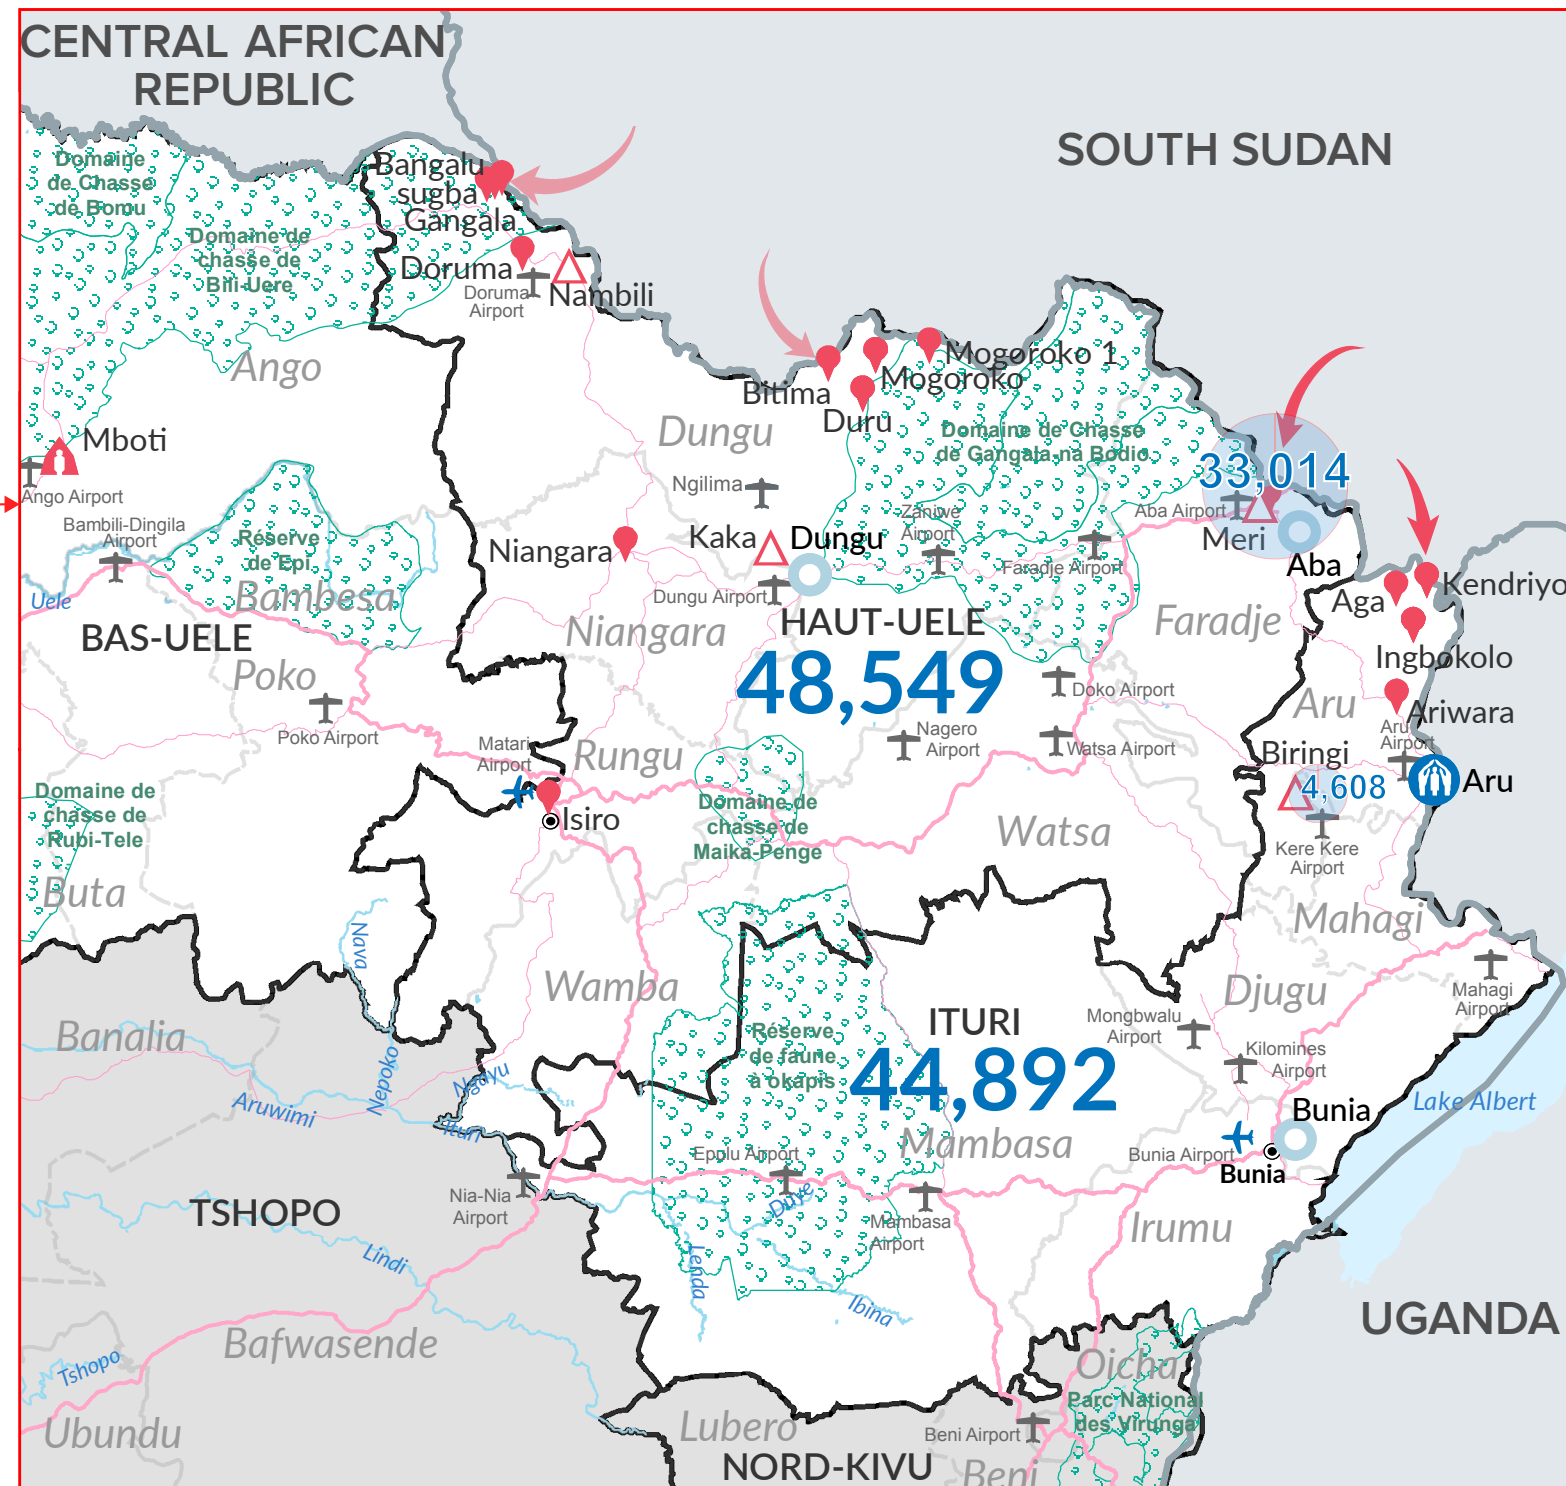 CENTRAL AFRICAN
REPUBLIC
SOUTH SUDAN
Domaine
de Chasse
de Bomu
Domaine de
chasse de
Bili-Uere
Bangalu
sugba
Gangala
Doruma
Doruma
Airport
Nambili
Ango
Mogoroko 1
Mogoroko
Bitima
Duru
Dungu
Domaine de Chasse
de Gangala-na Bodio
33,014
Mboti
Ango Airport
Bambili-Dingila
Airport
Ngilima
Aba Airport
Meri
Aba
Zaniwe
Airport
Faradje Airport
Réserve
de Epi
Bambesa
Niangara
Kaka
Dungu
Dungu Airport
Uele
BAS-UELE
Niangara
HAUT-UELE
48,549
Faradje
Aga
Kendriyo
Ingbokolo
Poko
Poko Airport
Doko Airport
Aru
Ariwara
Aru
Airport
Nagero
Airport
Watsa Airport
Matari
Airport
Rungu
Biringi
4,608
Aru
Isiro
Domaine de
chasse de
Rubi-Tele
Domaine de
chasse de
Maika-Penge
Watsa
Kere Kere
Airport
Buta
Mahagi
Nava
Wamba
Djugu
Mahagi
Airport
Banalia
ITURI
44,892
Réserve
de faune
à okapis
Mongbwalu
Airport
Kilomines
Airport
Nepoko
Ngayu
Aruwimi
Ituri
Lake Albert
Bunia
Mambasa
Bunia Airport
Bunia
Epulu Airport
Nia-Nia
Airport
Duye
Mambasa
Airport
TSHOPO
Irumu
Lindi
Lenda
Ibina
UGANDA
Bafwasende
Tshopo
Oicha
Parc National
des Virunga
Ubundu
Lubero
Beni Airport
NORD-KIVU
Beni